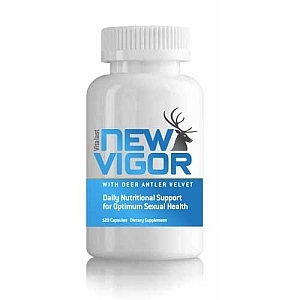 Vitalast
NEW
VIGOR
WITH DEER ANTLER VELVET
Daily Nutritional Support
for Optimum Sexual Health
120 Capsules Dietary Supplement